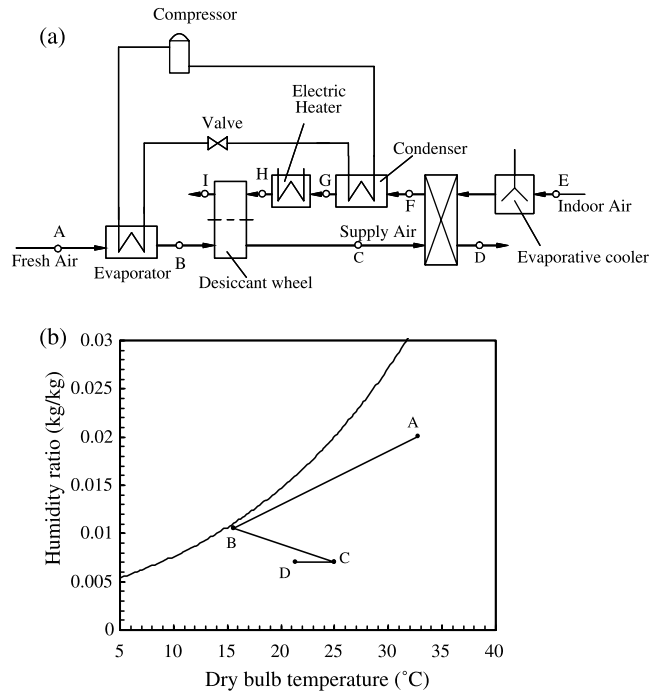 (a)
Compressor
Electric
Heater
Valve
Condenser
I
H
G
F
E
Indoor Air
A
Fresh Air
Evaporator
B
Desiccant wheel
Supply Air
C
D
Evaporative cooler
(b)
Humidity ratio (kg/kg)
0.03
0.025
0.02
0.015
0.01
0.005
0
A
B
C
D
5 10 15 20 25 30 35 40
Dry bulb temperature (˚C)